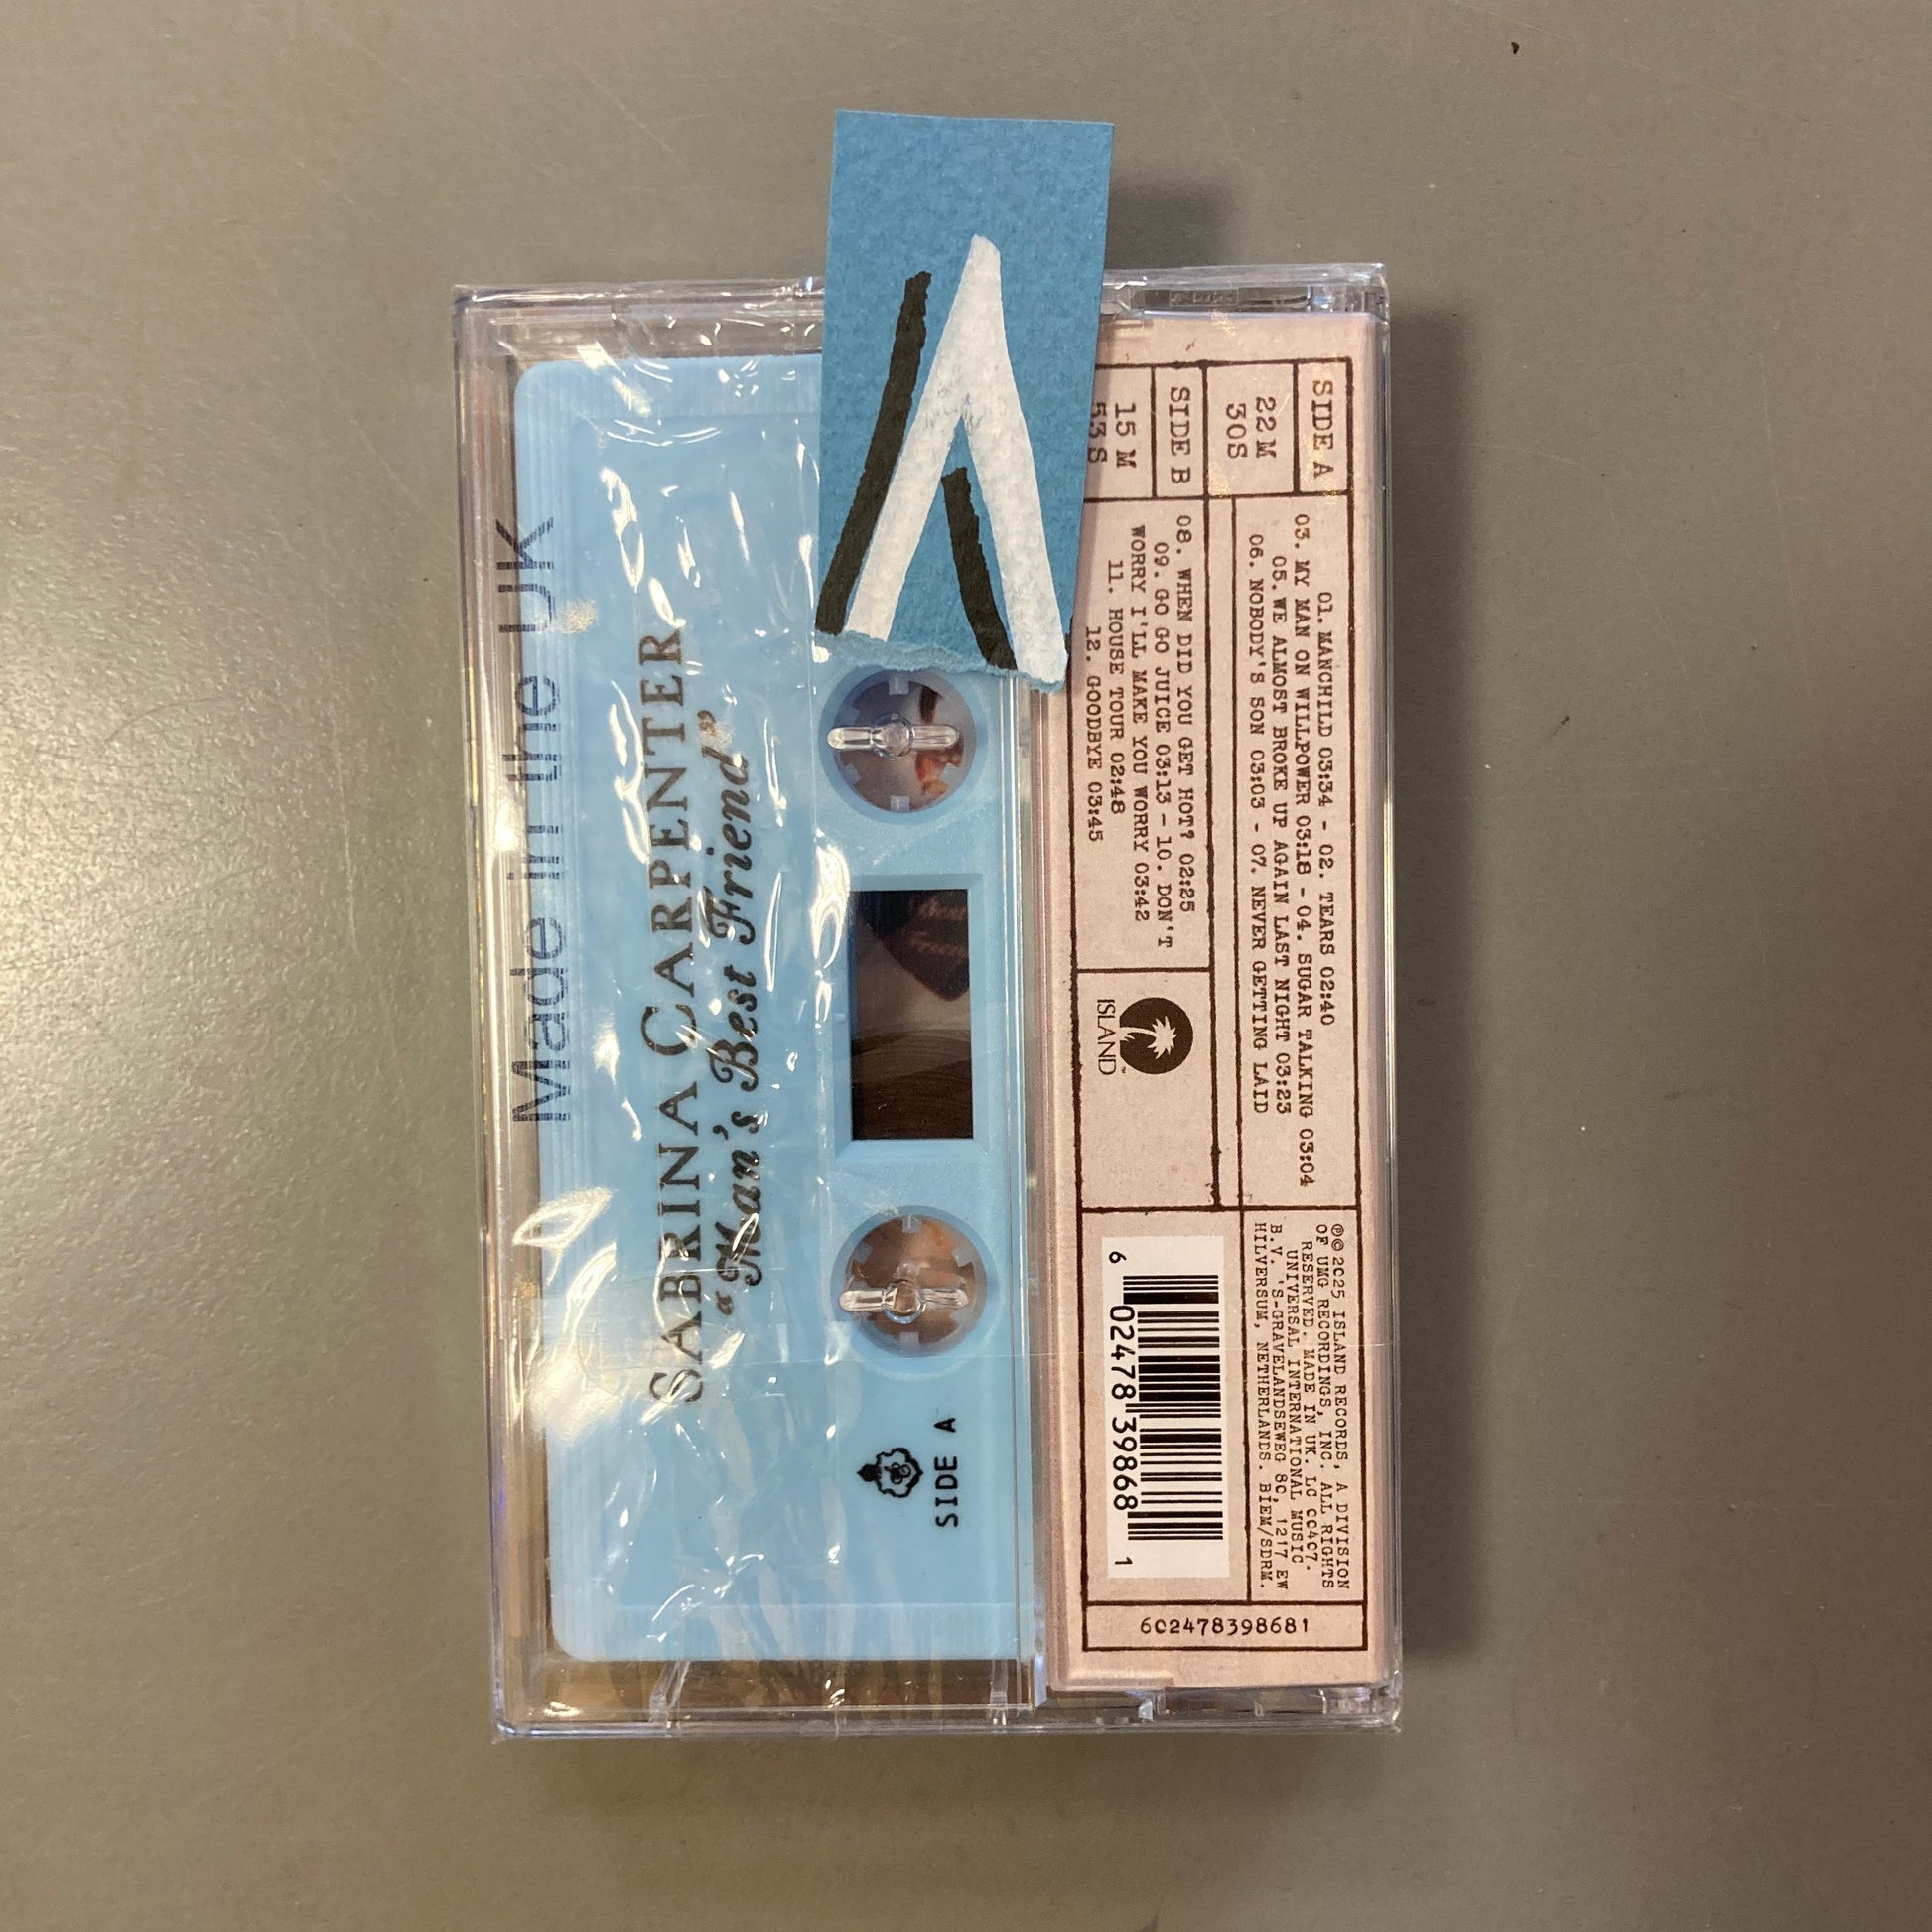 Made in the UK
SABRINA CARPENTER
“Man's Best Friend”
SIDE A
SIDE A
22 M
30S
01. MANCHILD 03:34 - 02. TEARS 02:40
03. MY MAN ON WILLPOWER 03:18 - 04. SUGAR TALKING 03:04
05. WE ALMOST BROKE UP AGAIN LAST NIGHT 03:23
06. NOBODY'S SON 03:03 - 07. NEVER GETTING LAID
SIDE B
15 M
53 S
08. WHEN DID YOU GET HOT? 02:25
09. GO GO JUICE 03:13 - 10. DON'T
WORRY I'LL MAKE YOU WORRY 03:42
11. HOUSE TOUR 02:48
12. GOODBYE 03:45
ISLAND™
℗© 2025 ISLAND RECORDS, A DIVISION
OF UMG RECORDINGS, INC. ALL RIGHTS
RESERVED. MADE IN UK. LC 00407.
UNIVERSAL INTERNATIONAL MUSIC
B.V. 'S-GRAVELANDSEWEG 80, 1217 EW
HILVERSUM, NETHERLANDS. BIEM/SDRM.
6 02478 39868 1
602478398681